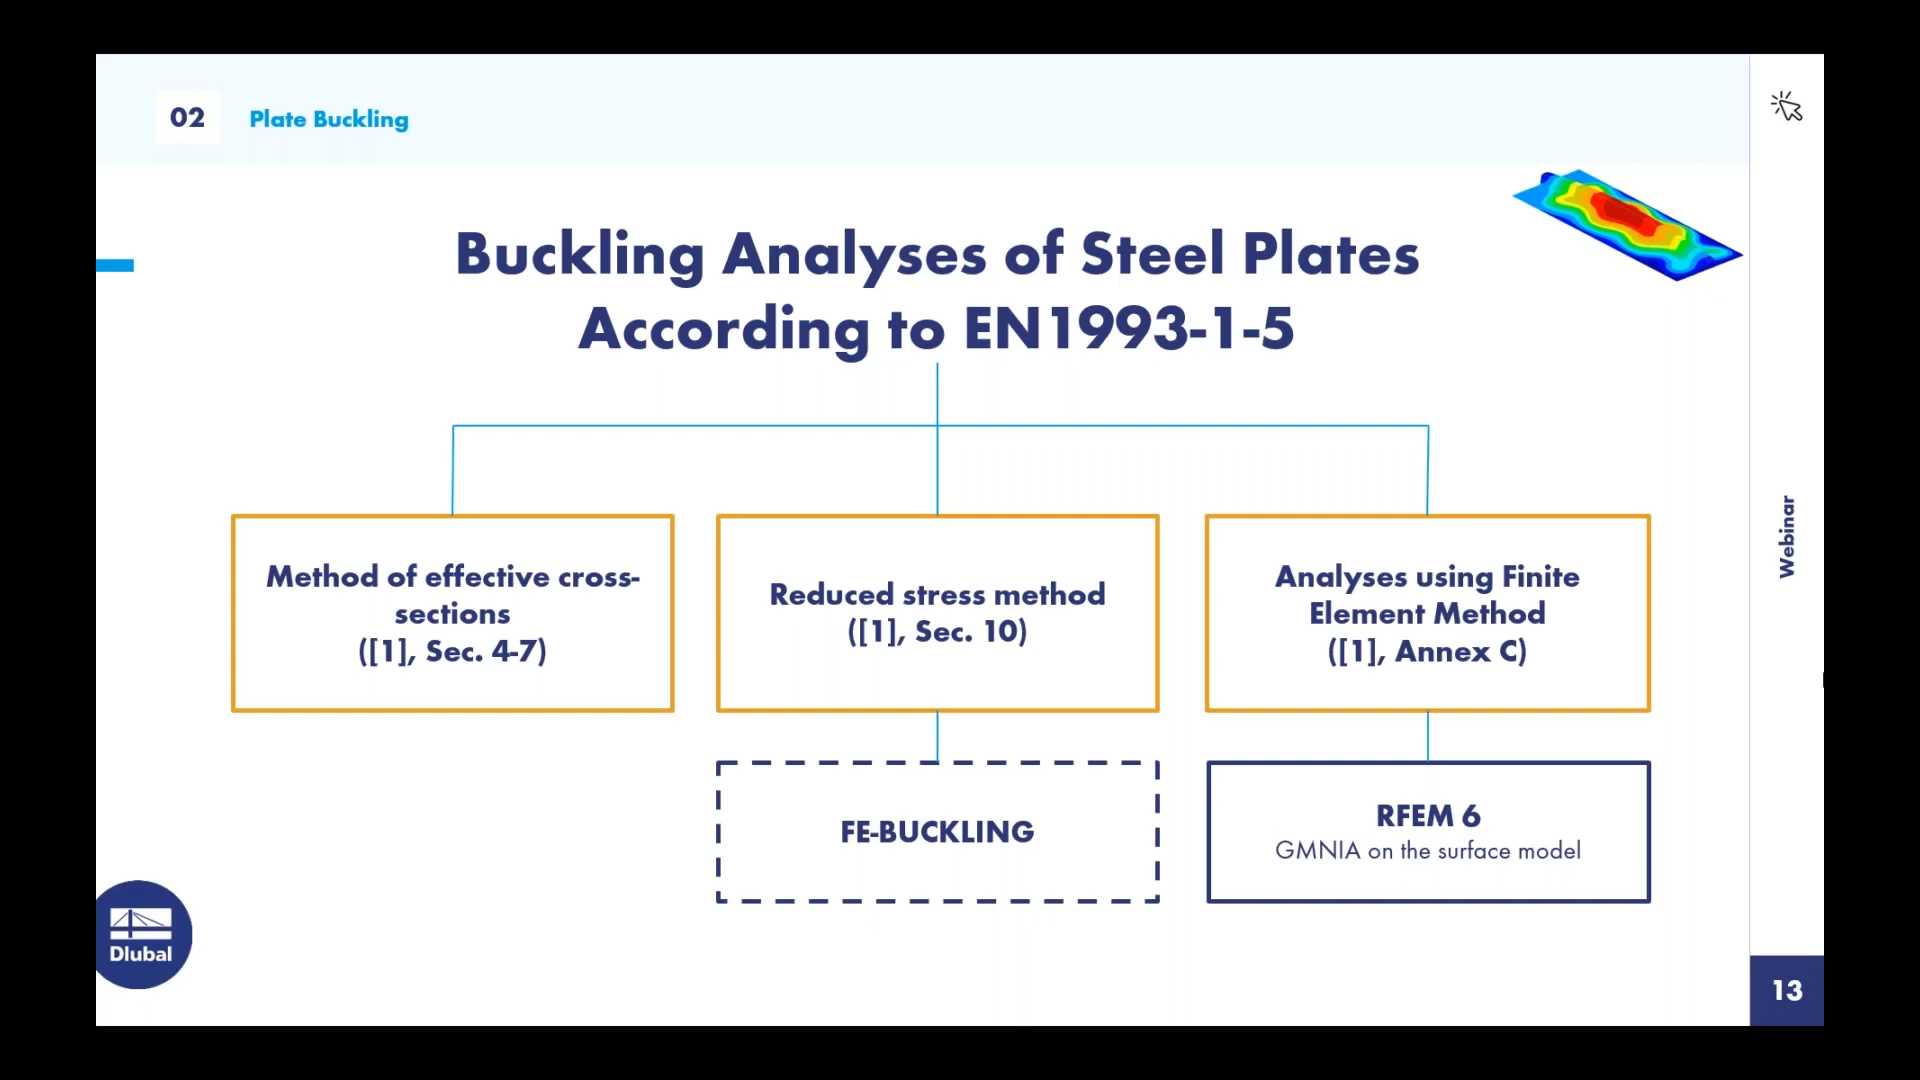 02
Plate Buckling
Buckling Analyses of Steel Plates
According to EN1993-1-5
Method of effective cross-
sections
([1], Sec. 4-7)
Reduced stress method
([1], Sec. 10)
Analyses using Finite
Element Method
([1], Annex C)
FE-BUCKLING
RFEM 6
GMNIA on the surface model
Webinar
Dlubal
13